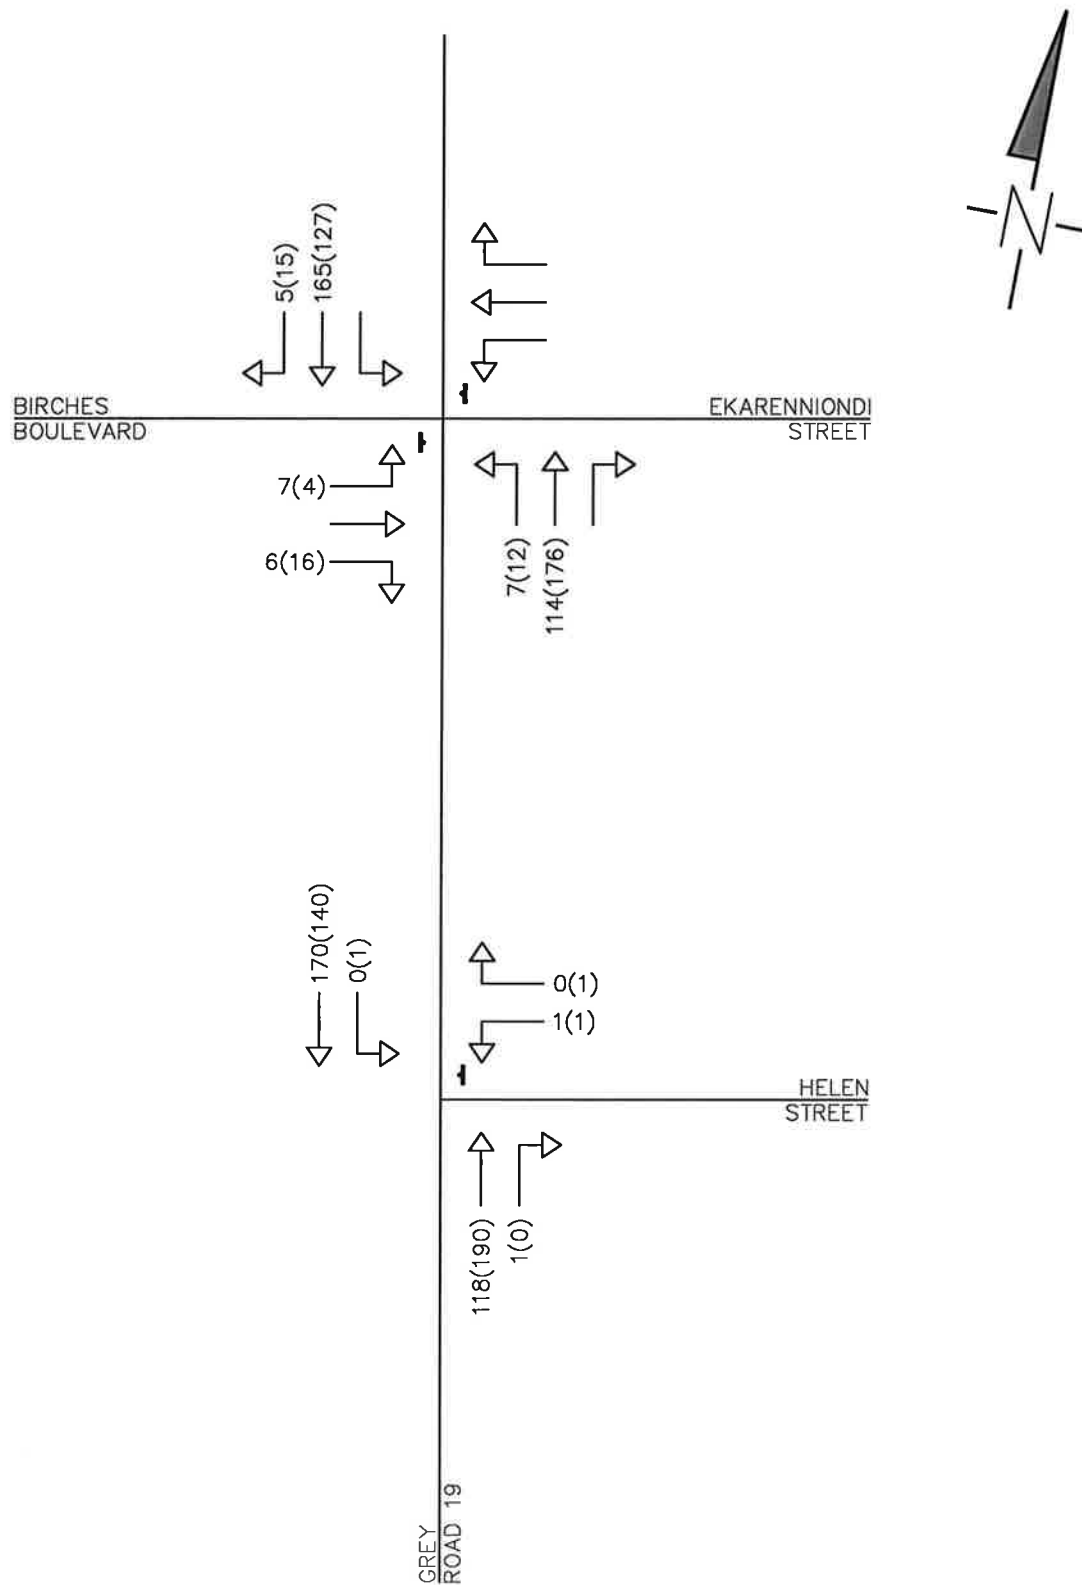 N
5(15)
165(127)
BIRCHES
BOULEVARD
EKARENNIONDI
STREET
7(4)
6(16)
7(12)
114(176)
170(140)
0(1)
0(1)
1(1)
HELEN
STREET
118(190)
1(0)
GREY
ROAD 19